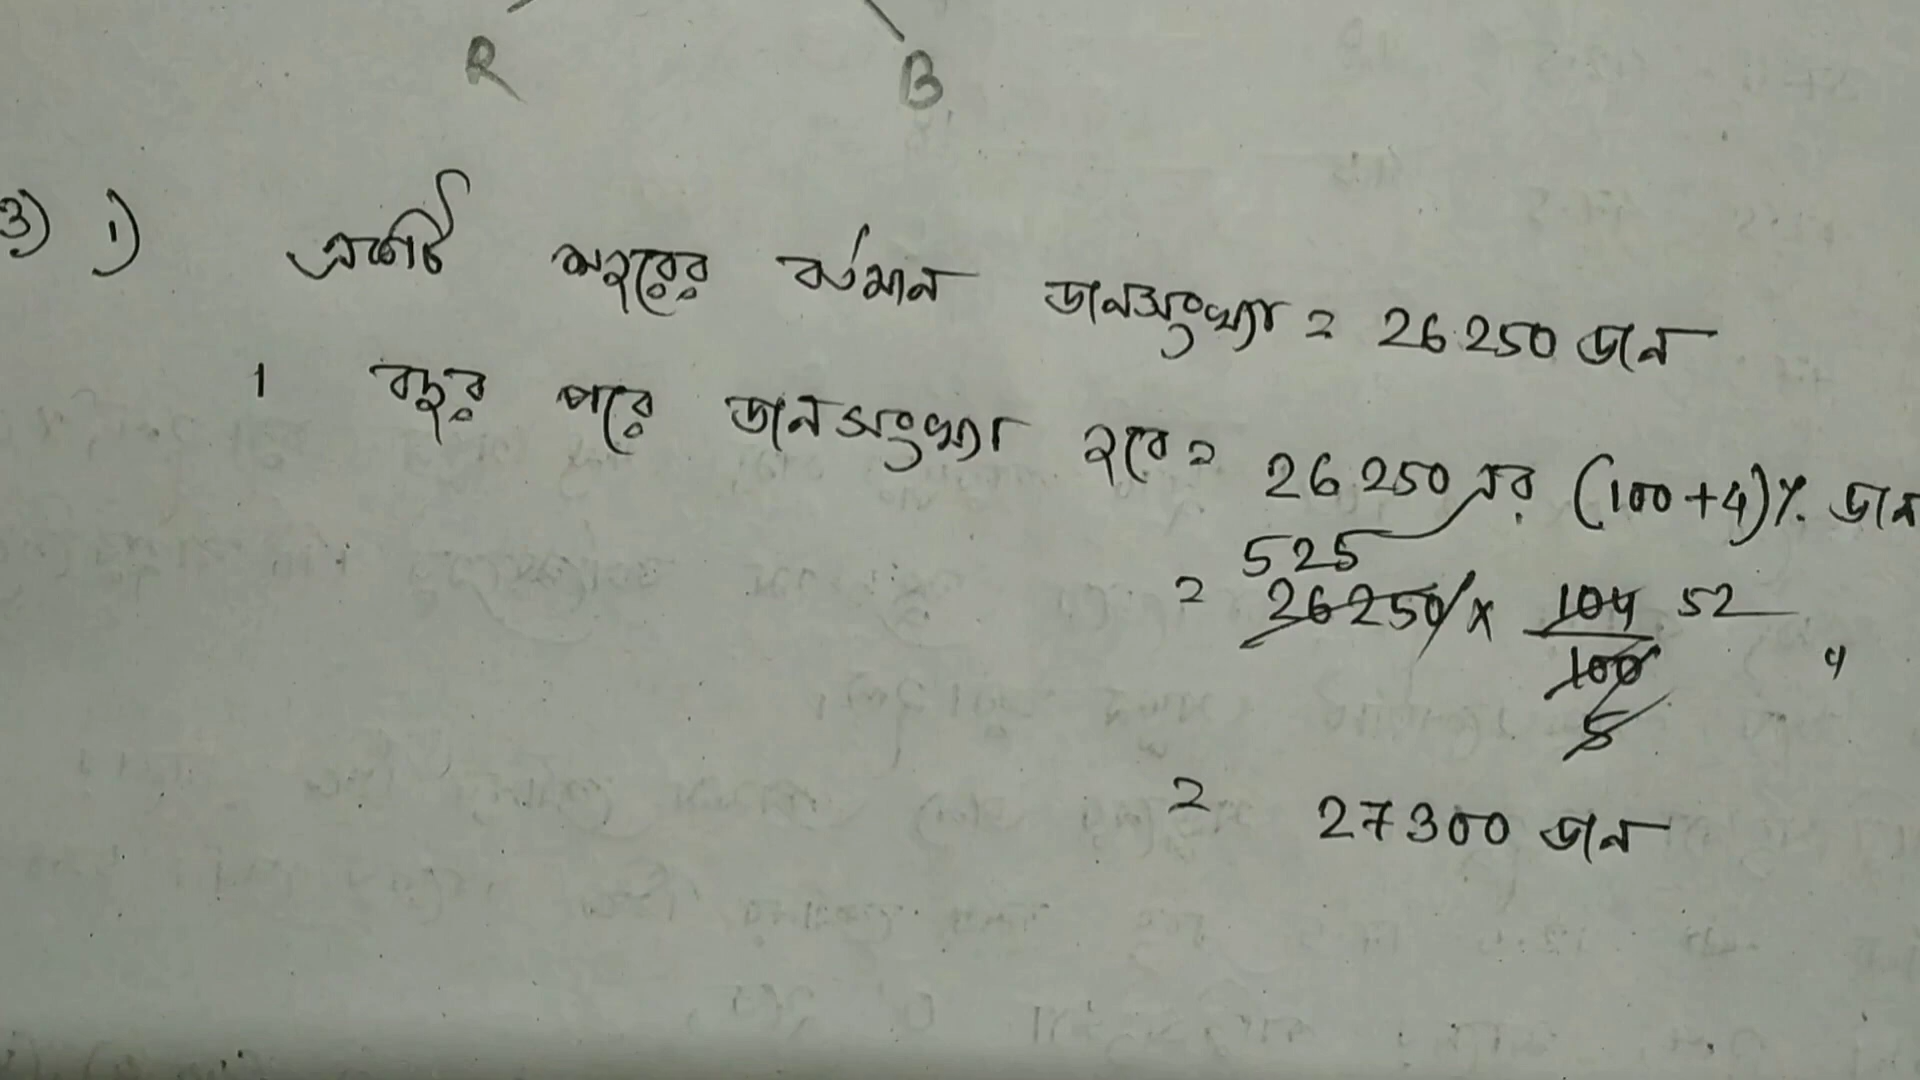 R B
3) 1) একটি শহরের বর্তমান জনসংখ্যা = 26250 জন
1 বছর পরে জনসংখ্যা হবে = 26250 এর (100+4)% জন
525
= 26250 x 104 52
100
5
= 27300 জন